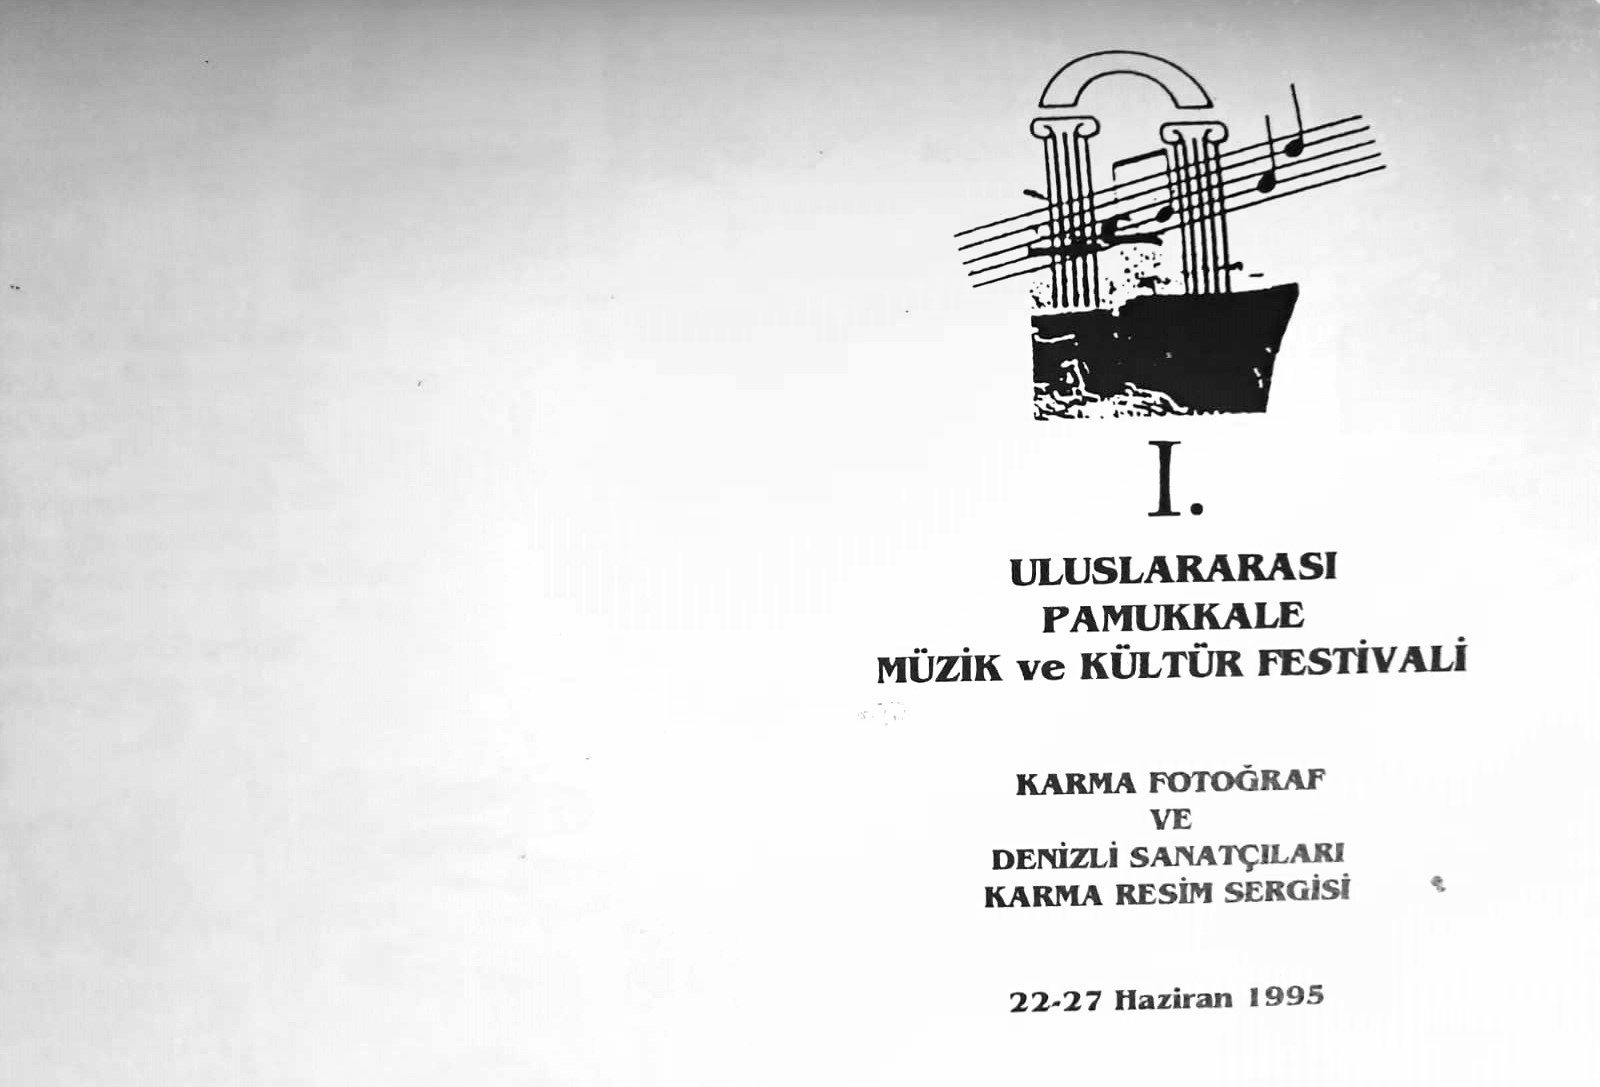 I.
ULUSLARARASI
PAMUKKALE
MÜZİK ve KÜLTÜR FESTİVALİ
KARMA FOTOĞRAF
VE
DENİZLİ SANATÇILARI
KARMA RESİM SERGİSİ
22-27 Haziran 1995